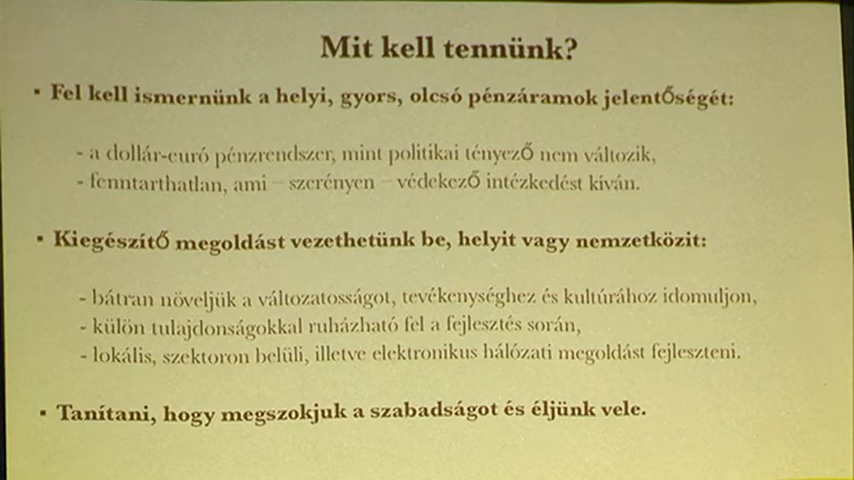 Mit kell tennünk?
▪ Fel kell ismernünk a helyi, gyors, olcsó pénzáramok jelentőségét:
- a dollár-euró pénzrendszer, mint politikai tényező nem változik,
- fenntarthatlan, ami – szerényen – védekező intézkedést kíván.
▪ Kiegészítő megoldást vezethetünk be, helyit vagy nemzetközit:
- bátran növeljük a változatosságot, tevékenységhez és kultúrához idomuljon,
- külön tulajdonságokkal ruházható fel a fejlesztés során,
- lokális, szektoron belüli, illetve elektronikus hálózati megoldást fejleszteni.
▪ Tanítani, hogy megszokjuk a szabadságot és éljünk vele.